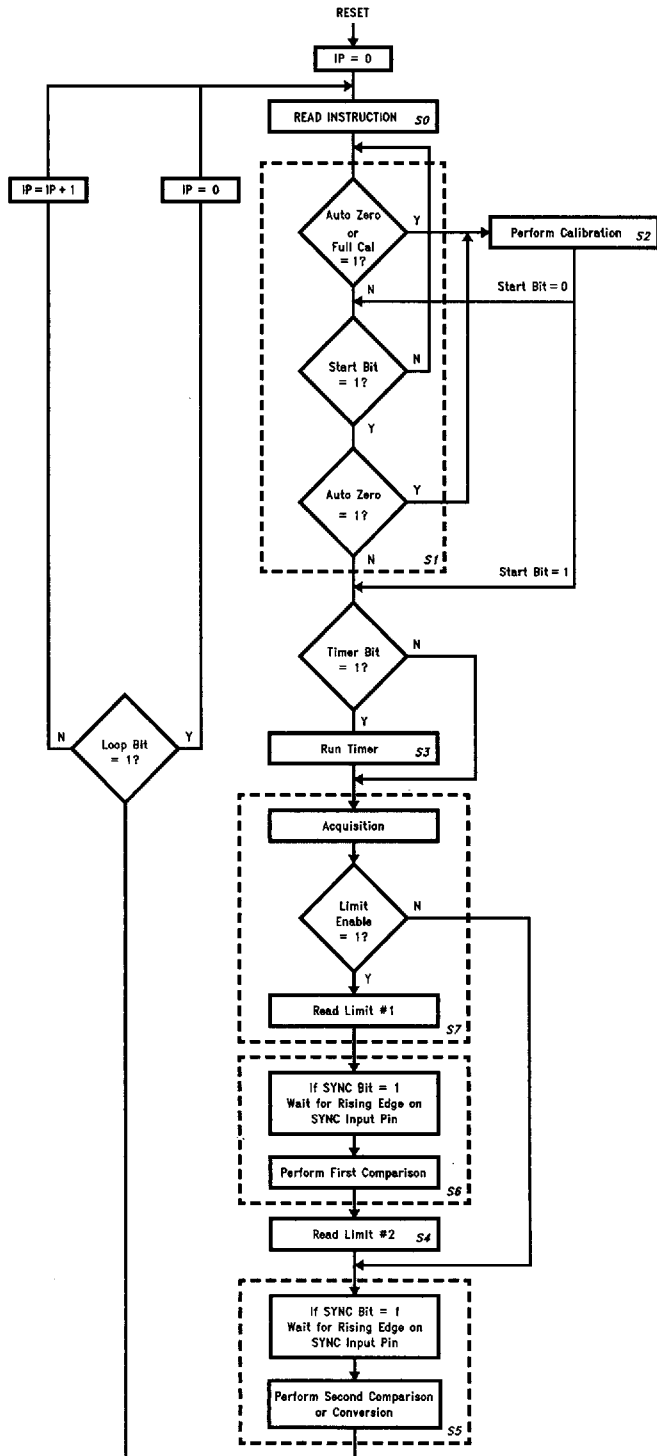 RESET
IP = 0
READ INSTRUCTION S0
IP = IP + 1
IP = 0
Auto Zero
or
Full Cal
= 1?
Y
Perform Calibration S2
N
Start Bit = 0
Start Bit
= 1?
N
Y
Auto Zero
= 1?
Y
N
S1
Start Bit = 1
Timer Bit
= 1?
N
Y
Run Timer S3
N
Loop Bit
= 1?
Y
Acquisition
Limit
Enable
= 1?
N
Y
Read Limit #1
S7
If SYNC Bit = 1
Wait for Rising Edge on
SYNC Input Pin
Perform First Comparison
S6
Read Limit #2 S4
If SYNC Bit = 1
Wait for Rising Edge on
SYNC Input Pin
Perform Second Comparison
or Conversion
S5